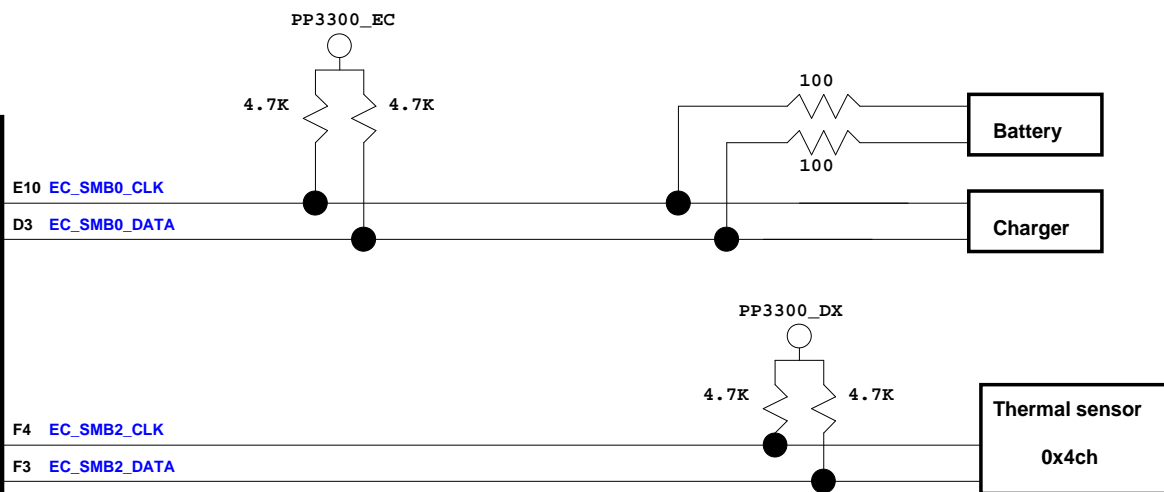 PP3300_EC
4.7K 4.7K
100
Battery
100
E10 EC_SMB0_CLK
D3 EC_SMB0_DATA
Charger
PP3300_DX
4.7K 4.7K
Thermal sensor
0x4ch
F4 EC_SMB2_CLK
F3 EC_SMB2_DATA